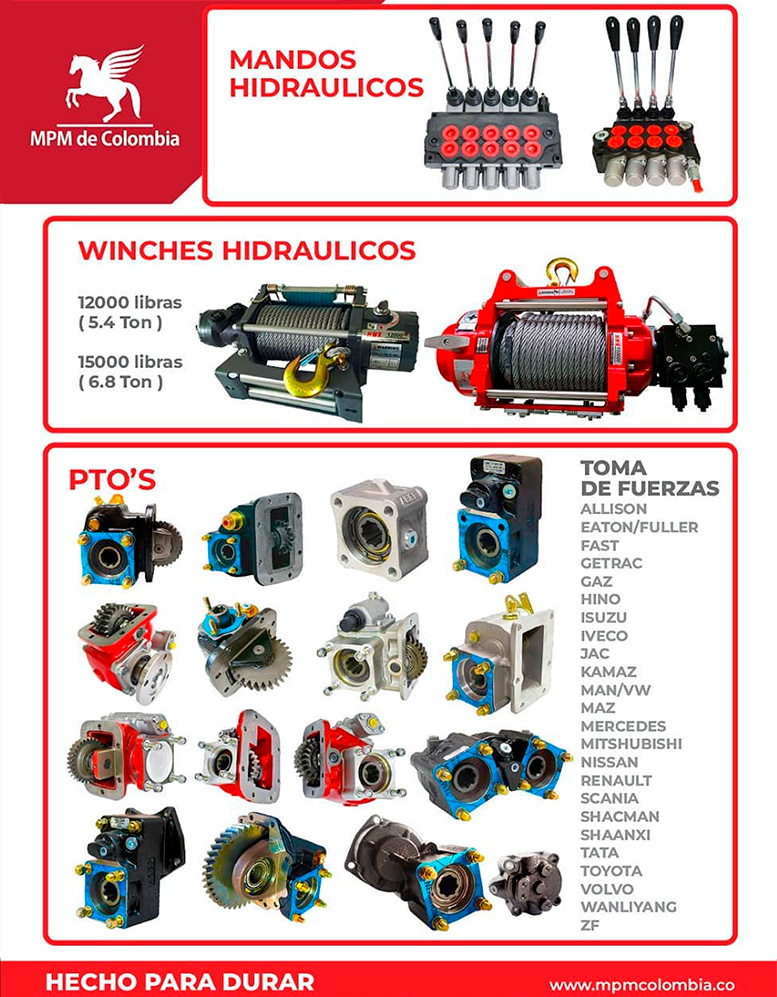 MPM de Colombia
MANDOS
HIDRAULICOS
WINCHES HIDRAULICOS
12000 libras
( 5.4 Ton )
15000 libras
( 6.8 Ton )
PTO’S
TOMA
DE FUERZAS
ALLISON
EATON/FULLER
FAST
GETRAC
GAZ
HINO
ISUZU
IVECO
JAC
KAMAZ
MAN/VW
MAZ
MERCEDES
MITSHUBISHI
NISSAN
RENAULT
SCANIA
SHACMAN
SHAANXI
TATA
TOYOTA
VOLVO
WANLIYANG
ZF
HECHO PARA DURAR
www.mpmcolombia.co